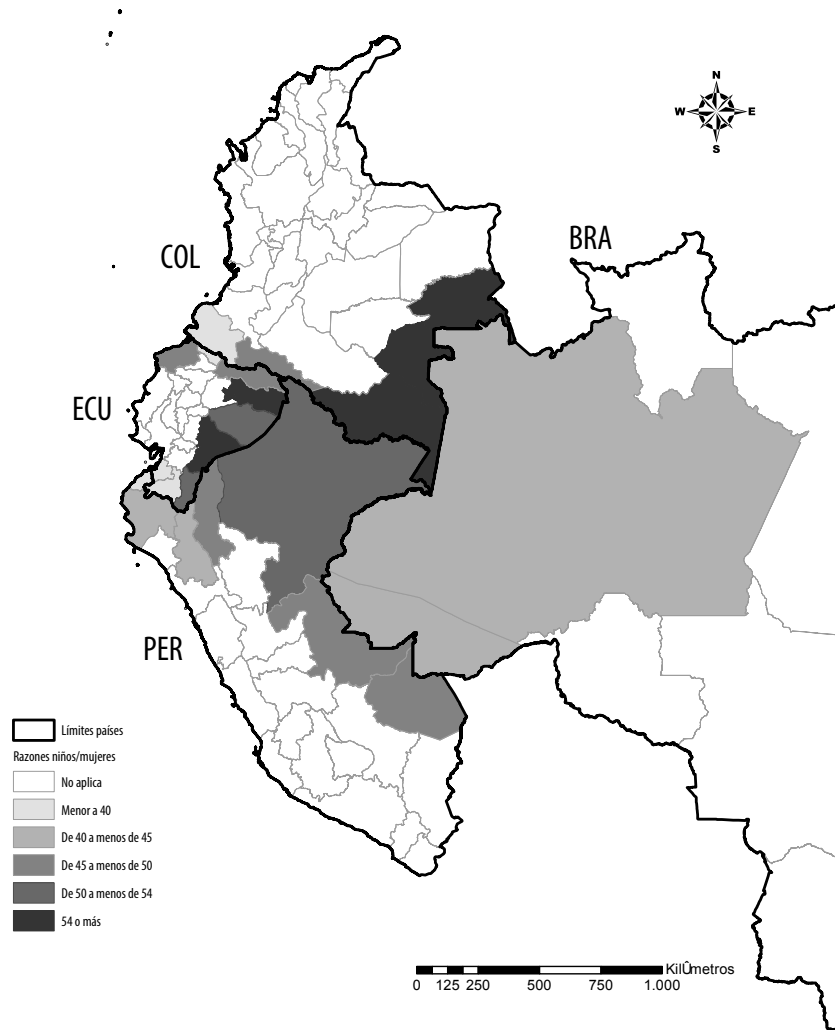 N
W
E
S
BRA
COL
ECU
PER
Límites países
Razones niños/mujeres
No aplica
Menor a 40
De 40 a menos de 45
De 45 a menos de 50
De 50 a menos de 54
54 o más
KilÛmetros
0 125 250 500 750 1.000